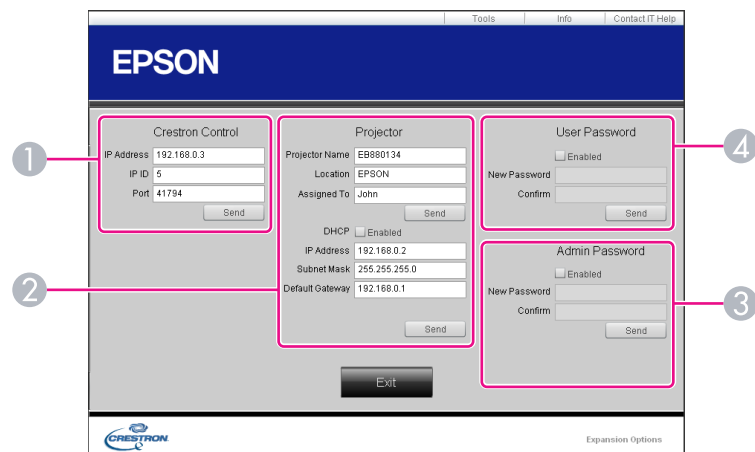 Tools Info Contact IT Help
EPSON
Crestron Control
IP Address 192.168.0.3
IP ID 5
Port 41794
Send
Projector
Projector Name EB880134
Location EPSON
Assigned To John
Send
DHCP Enabled
IP Address 192.168.0.2
Subnet Mask 255.255.255.0
Default Gateway 192.168.0.1
Send
User Password
Enabled
New Password
Confirm
Send
Admin Password
Enabled
New Password
Confirm
Send
1
2
4
3
Exit
CRESTRON
Expansion Options